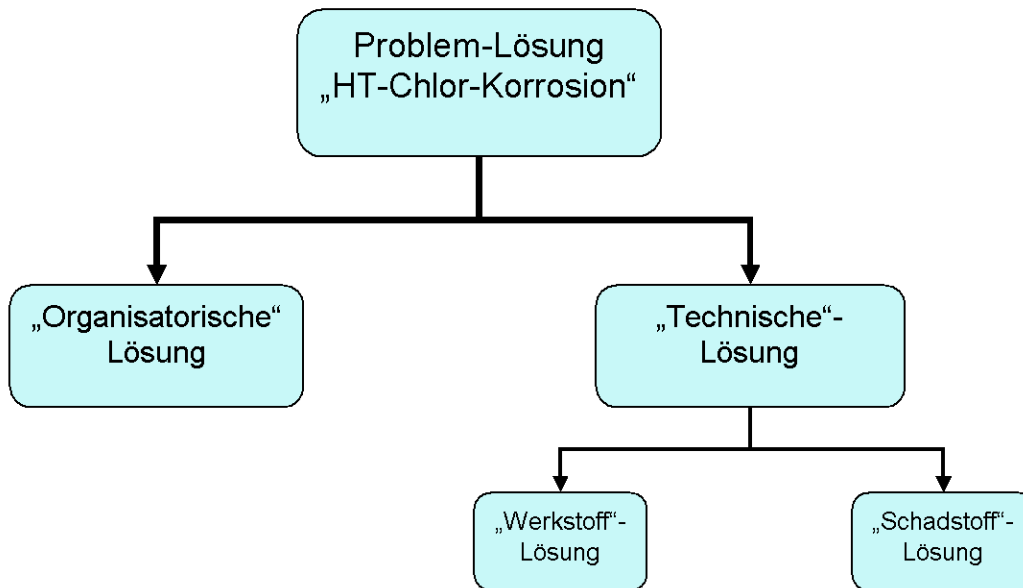 Problem-Lösung
„HT-Chlor-Korrosion“
„Organisatorische“
Lösung
„Technische“-
Lösung
„Werkstoff“-
Lösung
„Schadstoff“-
Lösung